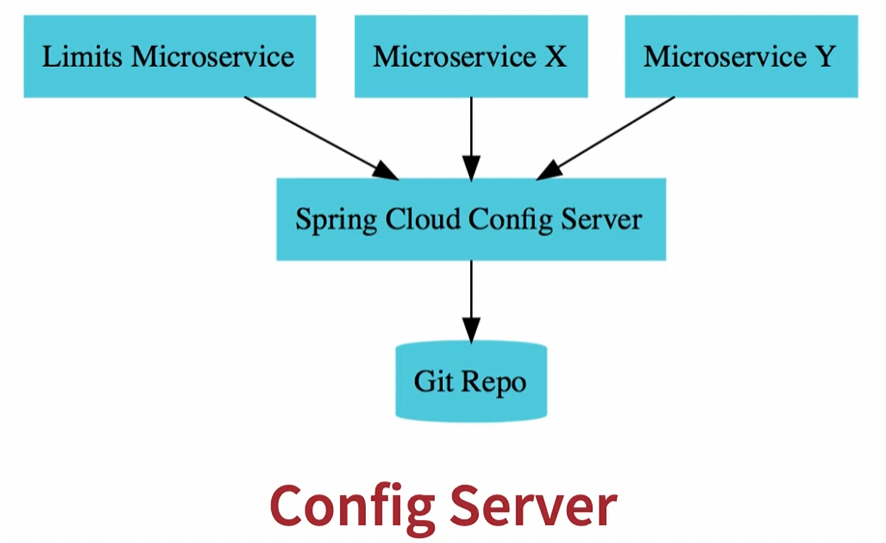 Limits Microservice
Microservice X
Microservice Y
Spring Cloud Config Server
Git Repo
Config Server